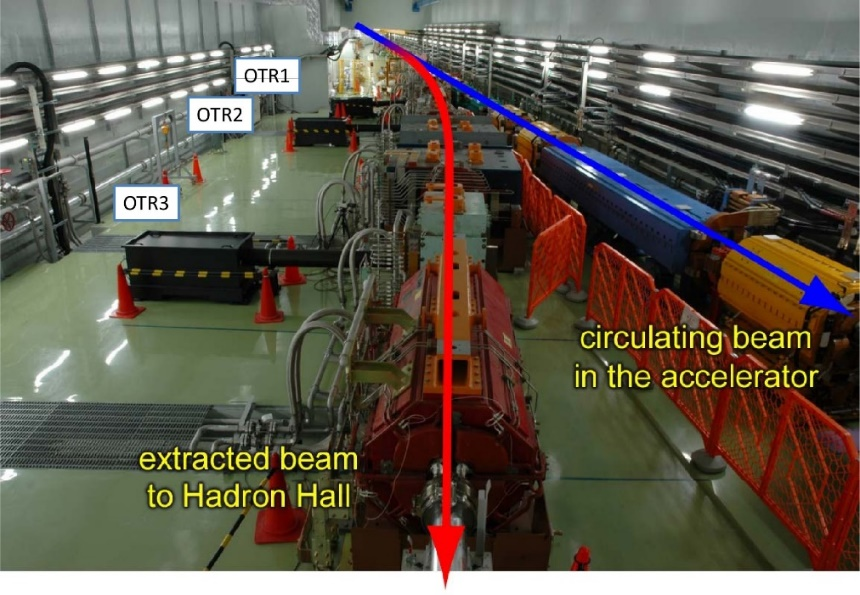 OTR1
OTR2
OTR3
circulating beam
in the accelerator
extracted beam
to Hadron Hall